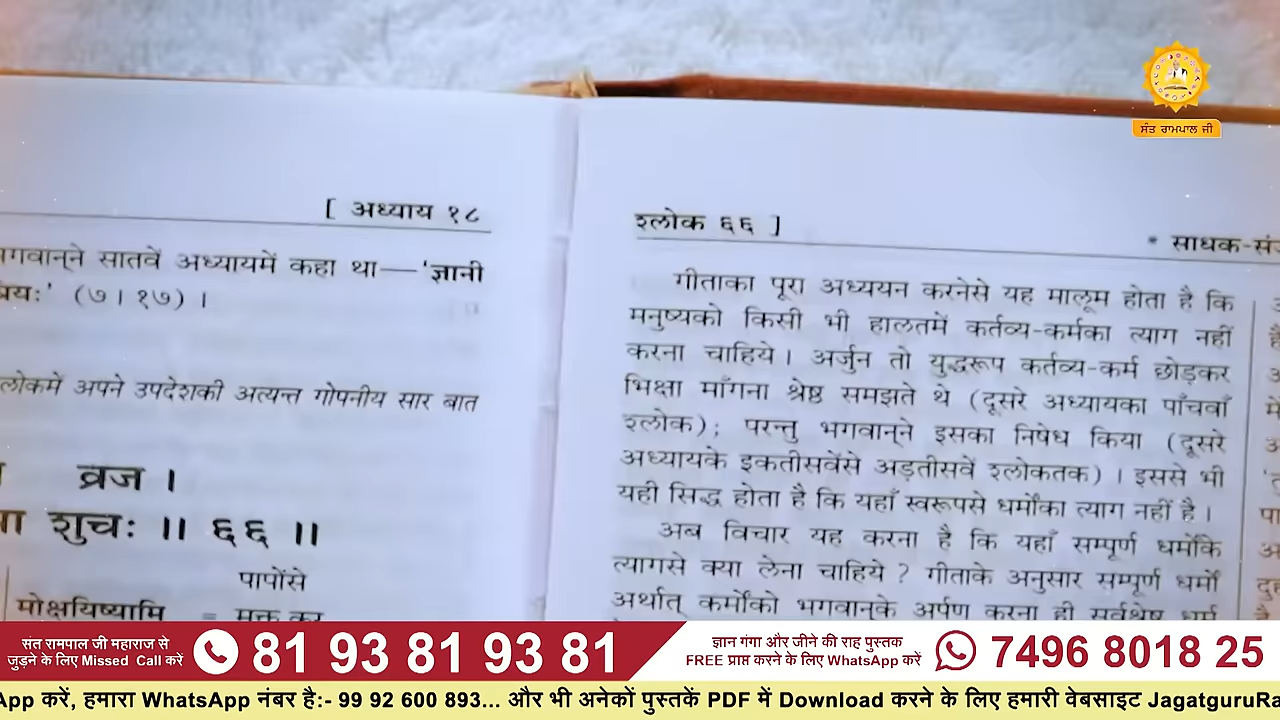 संत ਰਾਮਪਾਲ ਜੀ
[ अध्याय १८
सातवें अध्यायमें कहा था—'ज्ञानी
(७। १७) ।
अपने उपदेशकी अत्यन्त गोपनीय सार बात
व्रज ।
शुचः ॥ ६६ ॥
पापोंसे
मोक्षयिष्यामि =
श्लोक ६६ ]
* साधक-
गीताका पूरा अध्ययन करनेसे यह मालूम होता है कि
मनुष्यको किसी भी हालतमें कर्तव्य-कर्मका त्याग नहीं
करना चाहिये। अर्जुन तो युद्धरूप कर्तव्य-कर्म छोड़कर
भिक्षा माँगना श्रेष्ठ समझते थे (दूसरे अध्यायका पाँचवाँ
श्लोक); परन्तु भगवान्‌ने इसका निषेध किया (दूसरे
अध्यायके इकतीसवेंसे अड़तीसवें श्लोकतक) । इससे भी
यही सिद्ध होता है कि यहाँ स्वरूपसे धर्मोंका त्याग नहीं है।
अब विचार यह करना है कि यहाँ सम्पूर्ण धर्मोंके
त्यागसे क्या लेना चाहिये ? गीताके अनुसार सम्पूर्ण धर्मों
अर्थात् कर्मोंको भगवान्‌के अर्पण करना ही सर्वश्रेष्ठ धर्म
संत रामपाल जी महाराज से
जुड़ने के लिए Missed Call करें
81 93 81 93 81
ज्ञान गंगा और जीने की राह पुस्तक
FREE प्राप्त करने के लिए WhatsApp करें
7496 8018 25
App करें, हमारा WhatsApp नंबर है:- 99 92 600 893... और भी अनेकों पुस्तकें PDF में Download करने के लिए हमारी वेबसाइट JagatguruRa